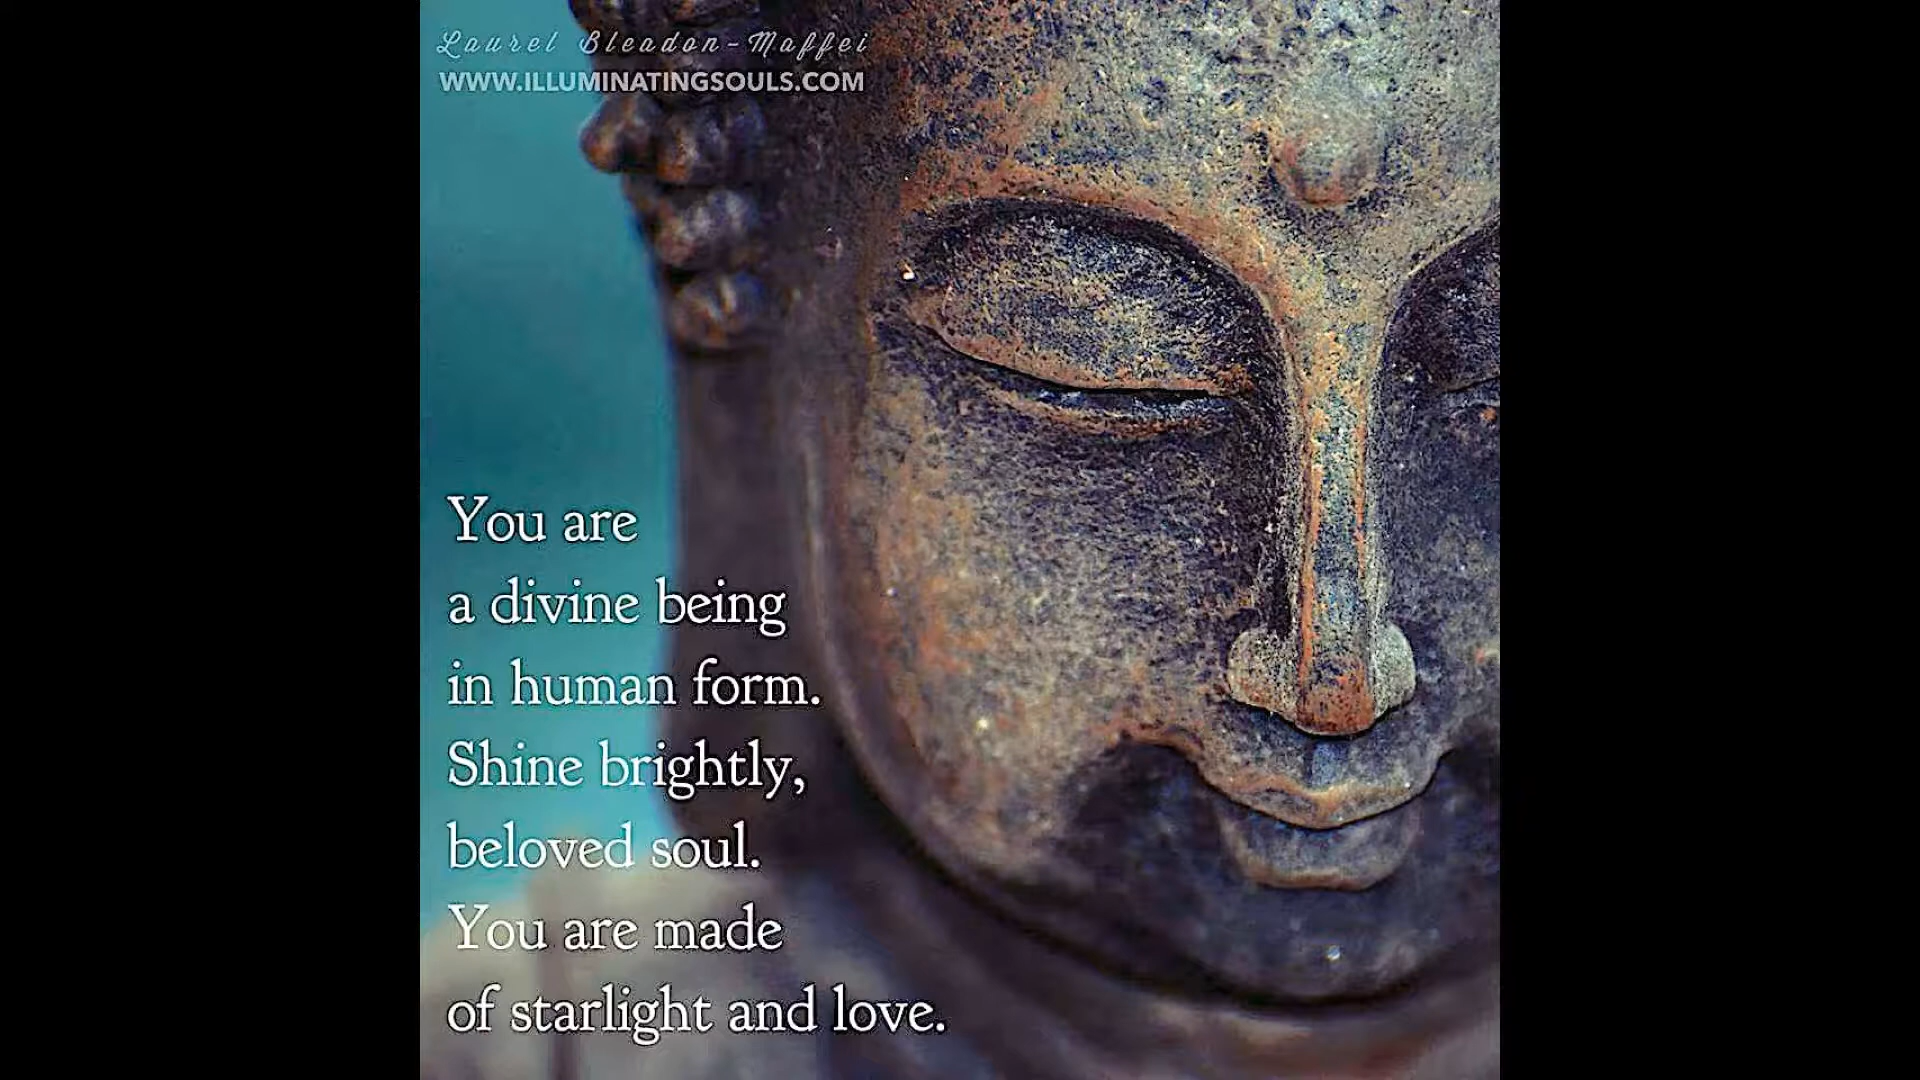 Laurel Bleadon-Maffei
WWW.ILLUMINATINGSOULS.COM
You are
a divine being
in human form.
Shine brightly,
beloved soul.
You are made
of starlight and love.